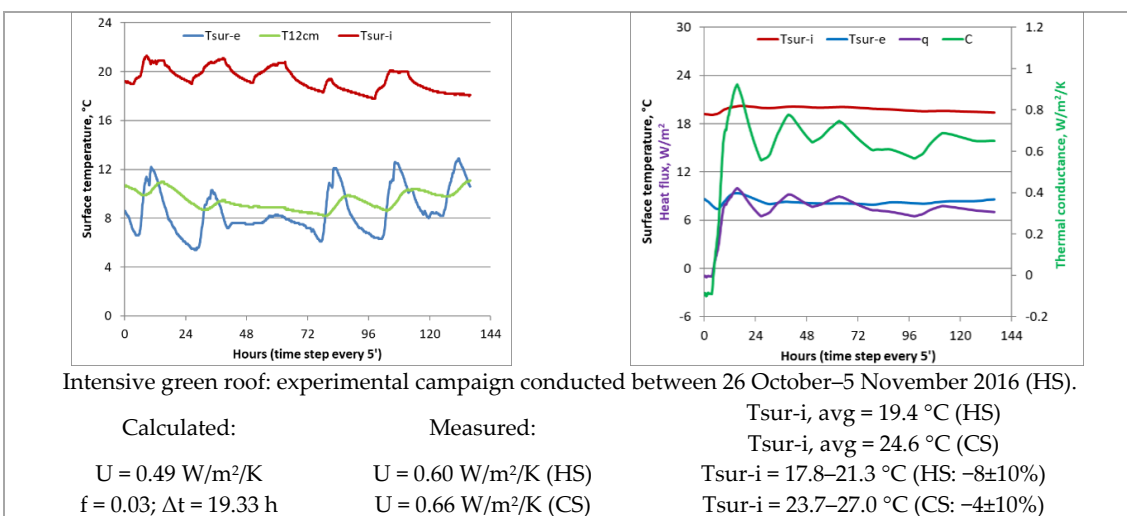 24
20
16
12
8
4
0
Surface temperature, °C
Tsur-e T12cm Tsur-i
0 24 48 72 96 120 144
Hours (time step every 5')
30
24
18
12
6
0
-6
Surface temperature, °C
Heat flux, W/m²
Tsur-i Tsur-e q C
1.2
1
0.8
0.6
0.4
0.2
0
-0.2
Thermal conductance, W/m²/K
0 24 48 72 96 120 144
Hours (time step every 5')
Intensive green roof: experimental campaign conducted between 26 October–5 November 2016 (HS).
Calculated:
U = 0.49 W/m²/K
f = 0.03; Δt = 19.33 h
Measured:
U = 0.60 W/m²/K (HS)
U = 0.66 W/m²/K (CS)
Tsur-i, avg = 19.4 °C (HS)
Tsur-i, avg = 24.6 °C (CS)
Tsur-i = 17.8–21.3 °C (HS: −8±10%)
Tsur-i = 23.7–27.0 °C (CS: −4±10%)